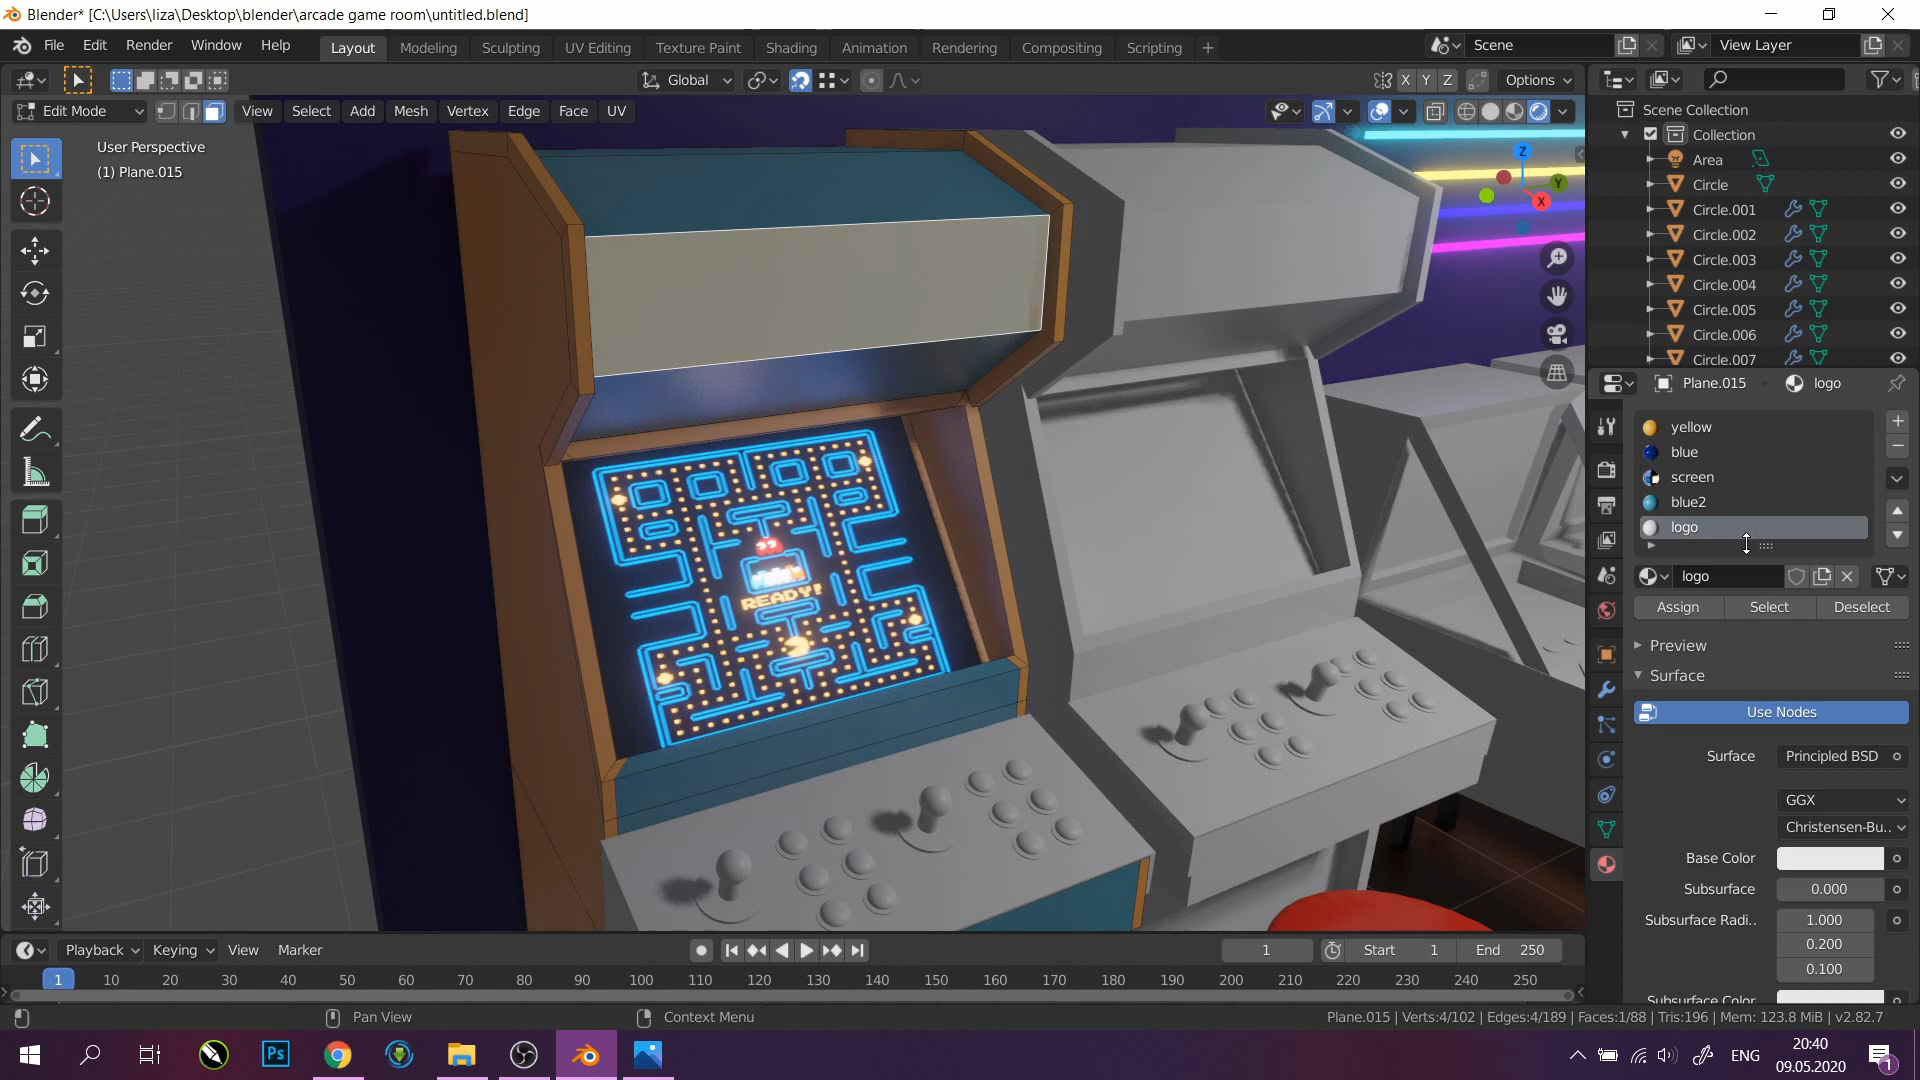 Blender* [C:\Users\liza\Desktop\blender\arcade game room\untitled.blend]
File Edit Render Window Help Layout Modeling Sculpting UV Editing Texture Paint Shading Animation Rendering Compositing Scripting + Scene View Layer
Global X Y Z Options
Edit Mode View Select Add Mesh Vertex Edge Face UV
User Perspective
(1) Plane.015
Z
Y
X
READY!
Scene Collection
Collection
Area
Circle
Circle.001
Circle.002
Circle.003
Circle.004
Circle.005
Circle.006
Circle.007
Plane.015 logo
yellow
blue
screen
blue2
logo
logo
Assign Select Deselect
Preview
Surface
Use Nodes
Surface Principled BSD
GGX
Christensen-Bu..
Base Color
Subsurface 0.000
Subsurface Radi.. 1.000
0.200
0.100
Subsurface Color
Playback Keying View Marker 1 Start 1 End 250
1 10 20 30 40 50 60 70 80 90 100 110 120 130 140 150 160 170 180 190 200 210 220 230 240 250
Pan View Context Menu Plane.015 | Verts:4/102 | Edges:4/189 | Faces:1/88 | Tris:196 | Mem: 123.8 MiB | v2.82.7
Ps ENG 20:40
09.05.2020 1